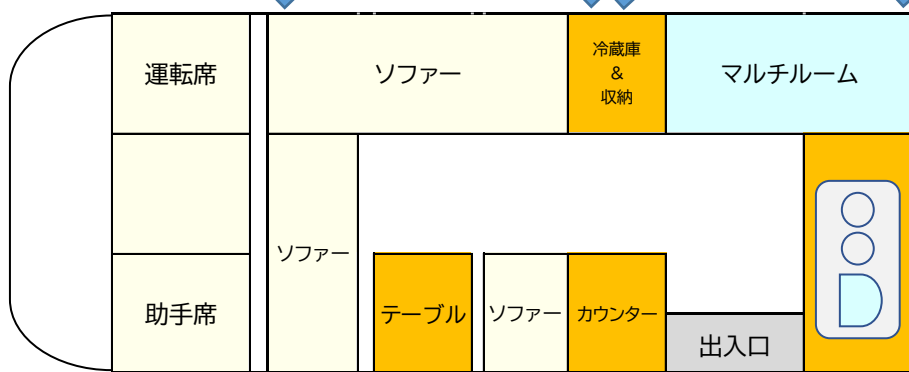 運転席
ソファー
冷蔵庫
&
収納
マルチルーム
ソファー
助手席
テーブル
ソファー
カウンター
出入口